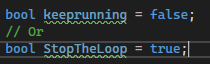 bool keeprunning = false;
// Or
bool StopTheLoop = true;